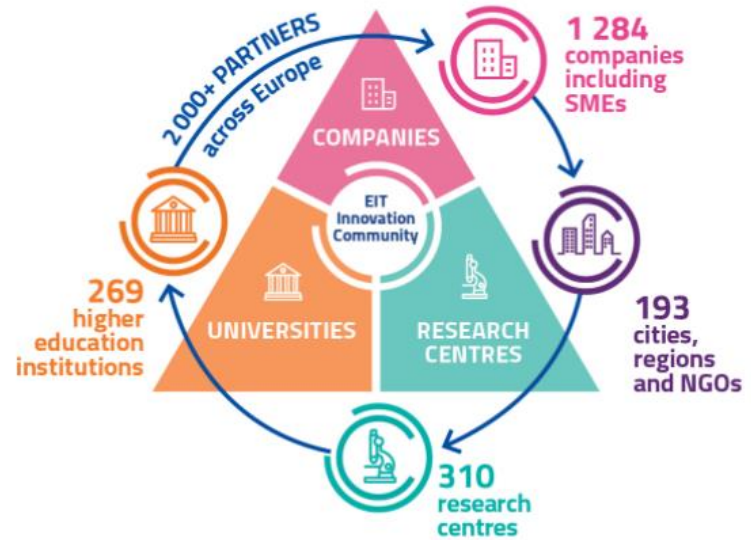 2 000+ PARTNERS
across Europe
1 284
companies
including
SMEs
COMPANIES
EIT
Innovation
Community
269
higher
education
institutions
UNIVERSITIES
RESEARCH
CENTRES
193
cities,
regions
and NGOs
310
research
centres